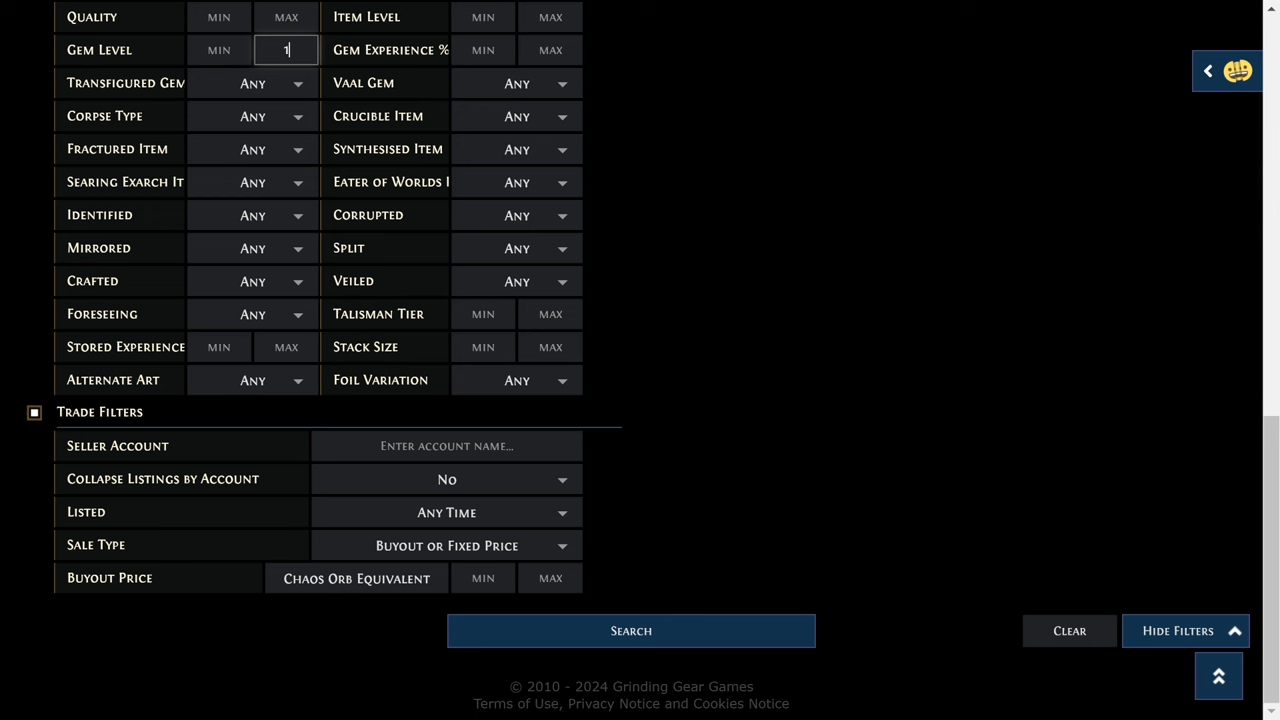 Quality MIN MAX Item Level MIN MAX
Gem Level MIN 1 Gem Experience % MIN MAX
Transfigured Gem Any Vaal Gem Any
Corpse Type Any Crucible Item Any
Fractured Item Any Synthesised Item Any
Searing Exarch It Any Eater of Worlds I Any
Identified Any Corrupted Any
Mirrored Any Split Any
Crafted Any Veiled Any
Foreseeing Any Talisman Tier MIN MAX
Stored Experience MIN MAX Stack Size MIN MAX
Alternate Art Any Foil Variation Any
Trade Filters
Seller Account Enter account name...
Collapse Listings by Account No
Listed Any Time
Sale Type Buyout or Fixed Price
Buyout Price Chaos Orb Equivalent MIN MAX
Search Clear Hide Filters
© 2010 - 2024 Grinding Gear Games
Terms of Use, Privacy Notice and Cookies Notice